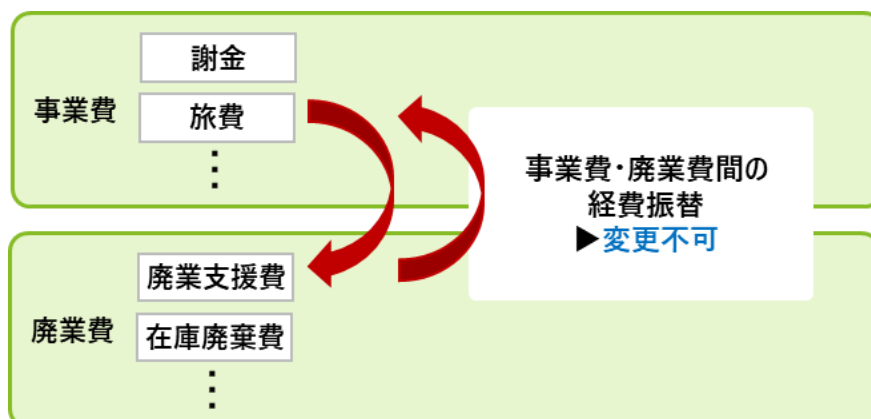 事業費
謝金
旅費
︙
事業費・廃業費間の
経費振替
▶変更不可
廃業費
廃業支援費
在庫廃棄費
︙